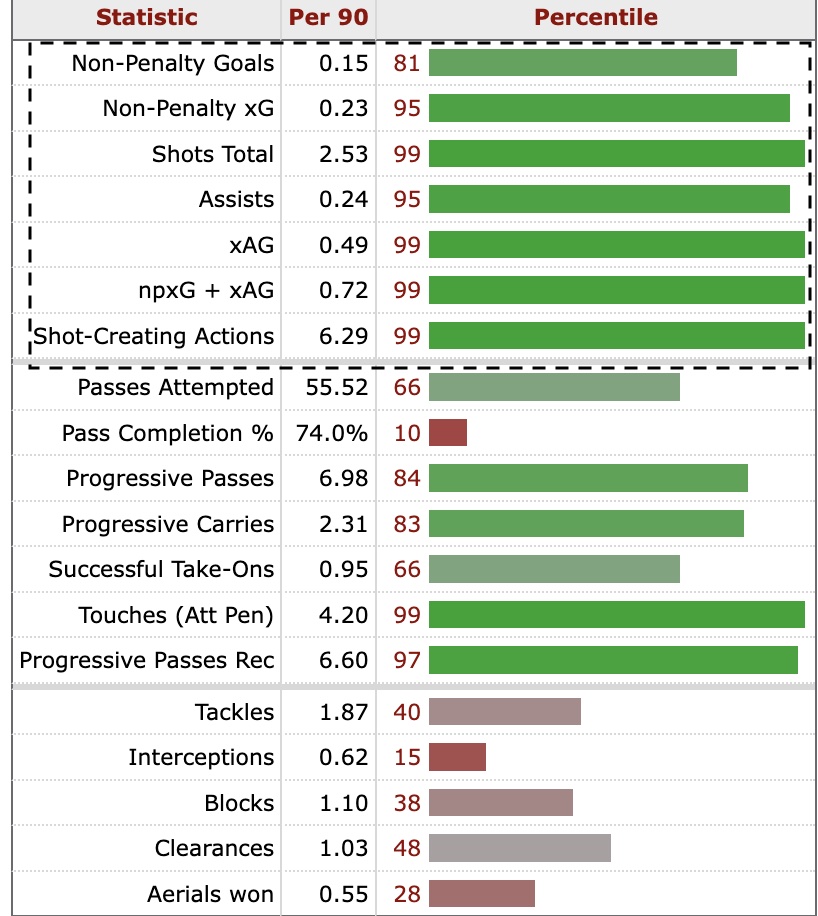 Statistic Per 90 Percentile
Non-Penalty Goals 0.15 81
Non-Penalty xG 0.23 95
Shots Total 2.53 99
Assists 0.24 95
xAG 0.49 99
npxG + xAG 0.72 99
Shot-Creating Actions 6.29 99
Passes Attempted 55.52 66
Pass Completion % 74.0% 10
Progressive Passes 6.98 84
Progressive Carries 2.31 83
Successful Take-Ons 0.95 66
Touches (Att Pen) 4.20 99
Progressive Passes Rec 6.60 97
Tackles 1.87 40
Interceptions 0.62 15
Blocks 1.10 38
Clearances 1.03 48
Aerials won 0.55 28